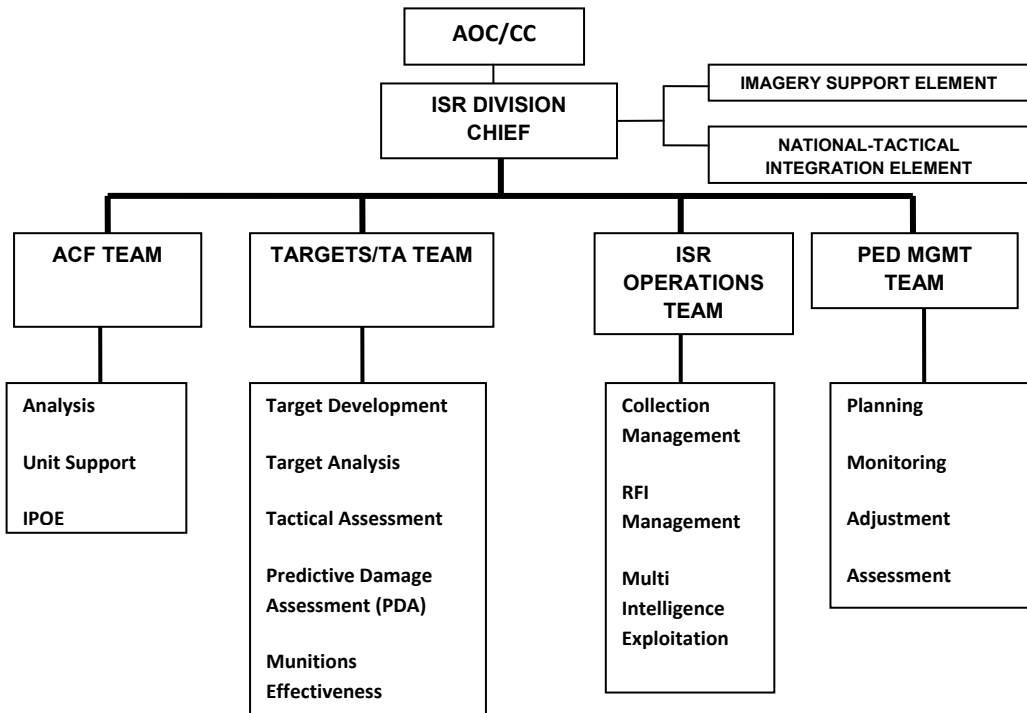 AOC/CC
ISR DIVISION
CHIEF
IMAGERY SUPPORT ELEMENT
NATIONAL-TACTICAL
INTEGRATION ELEMENT
ACF TEAM
TARGETS/TA TEAM
ISR
OPERATIONS
TEAM
PED MGMT
TEAM
Analysis
Unit Support
IPOE
Target Development
Target Analysis
Tactical Assessment
Predictive Damage
Assessment (PDA)
Munitions
Effectiveness
Collection
Management
RFI
Management
Multi
Intelligence
Exploitation
Planning
Monitoring
Adjustment
Assessment